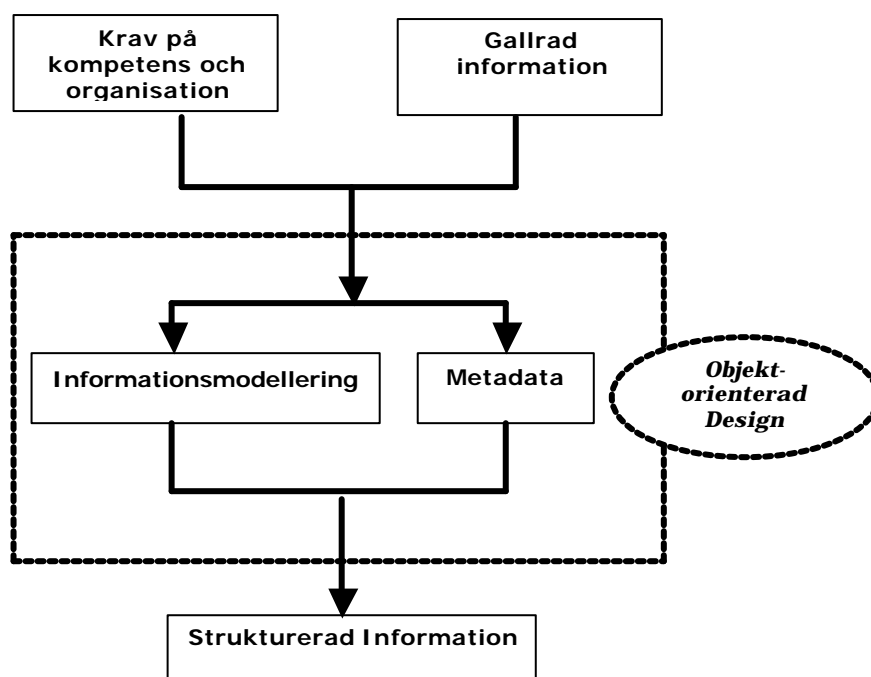 Krav på
kompetens och
organisation
Gallrad
information
Informationsmodellering
Metadata
Objekt-
orienterad
Design
Strukturerad Information